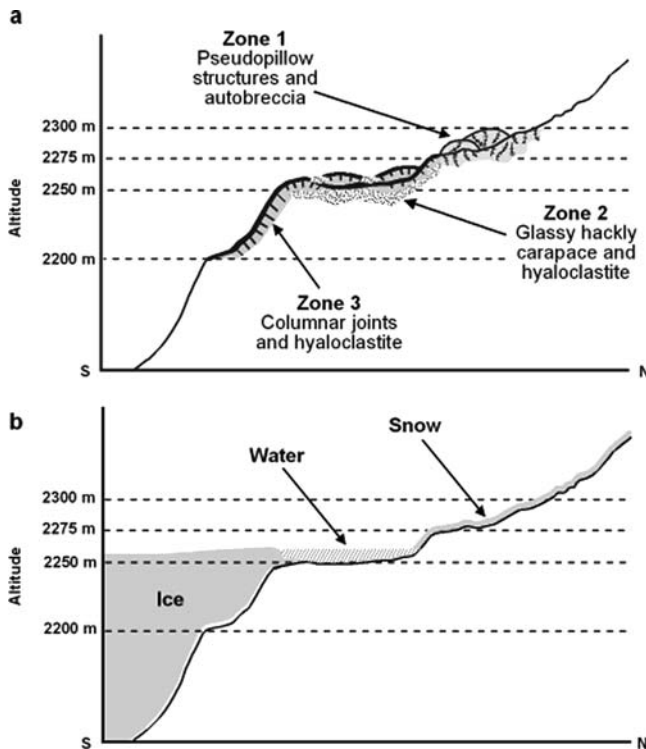 a
Zone 1
Pseudopillow
structures and
autobreccia
2300 m
2275 m
2250 m
2200 m
Altitude
Zone 2
Glassy hackly
carapace and
hyaloclastite
Zone 3
Columnar joints
and hyaloclastite
S
N
b
Snow
Water
2300 m
2275 m
2250 m
2200 m
Altitude
Ice
S
N